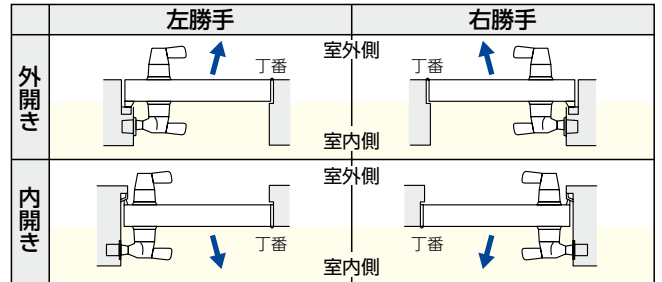 左勝手 右勝手
外開き
室外側
丁番 丁番
室内側
内開き
室外側
丁番 丁番
室内側